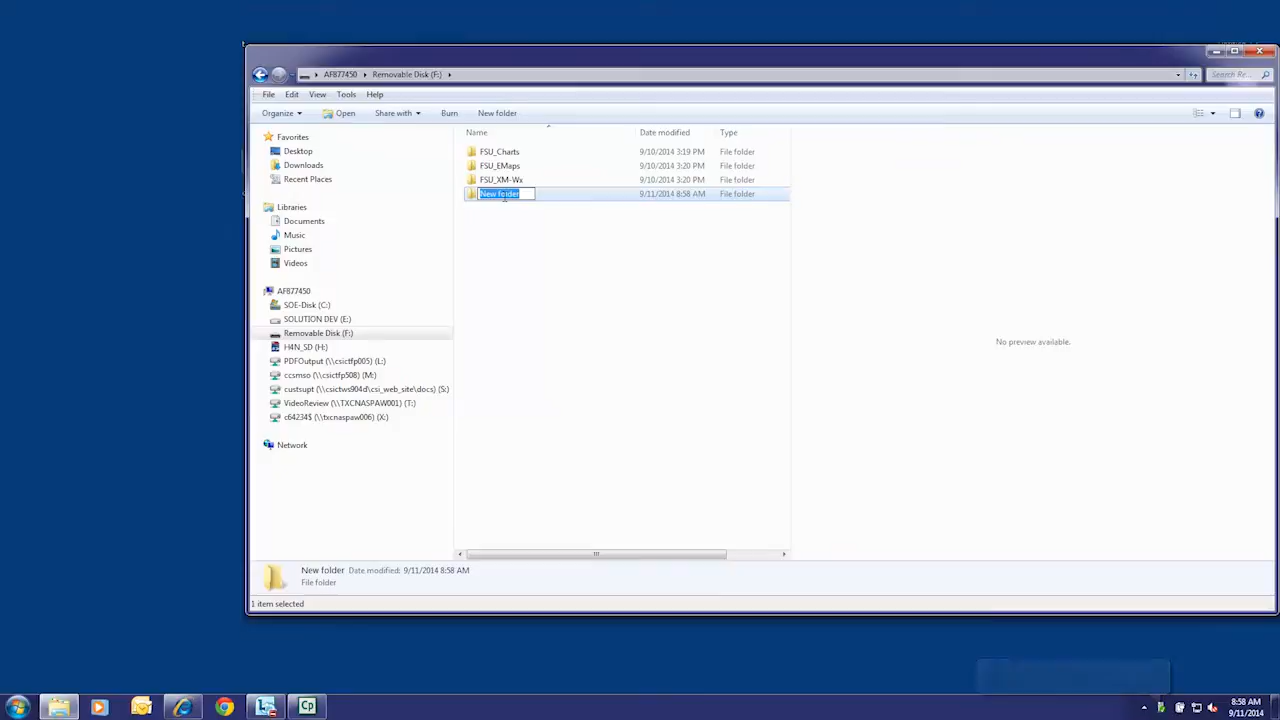 AF877450 Removable Disk (F:)
Search Re...
File Edit View Tools Help
Organize Open Share with Burn New folder
Name Date modified Type
Favorites
Desktop
Downloads
Recent Places
Libraries
Documents
Music
Pictures
Videos
AF877450
SOE-Disk (C:)
SOLUTION DEV (E:)
Removable Disk (F:)
H4N_SD (H:)
PDFOutput (\\csictfp005) (L:)
ccsmso (\\csictfp508) (M:)
custsupt (\\csictws904d\csi_web_site\docs) (S:)
VideoReview (\\TXCNASPAW001) (T:)
c64234$ (\\txcnaspaw006) (X:)
Network
FSU_Charts 9/10/2014 3:19 PM File folder
FSU_EMaps 9/10/2014 3:20 PM File folder
FSU_XM-Wx 9/10/2014 3:20 PM File folder
New folder 9/11/2014 8:58 AM File folder
No preview available.
New folder Date modified: 9/11/2014 8:58 AM
File folder
1 item selected
Cp
8:58 AM
9/11/2014